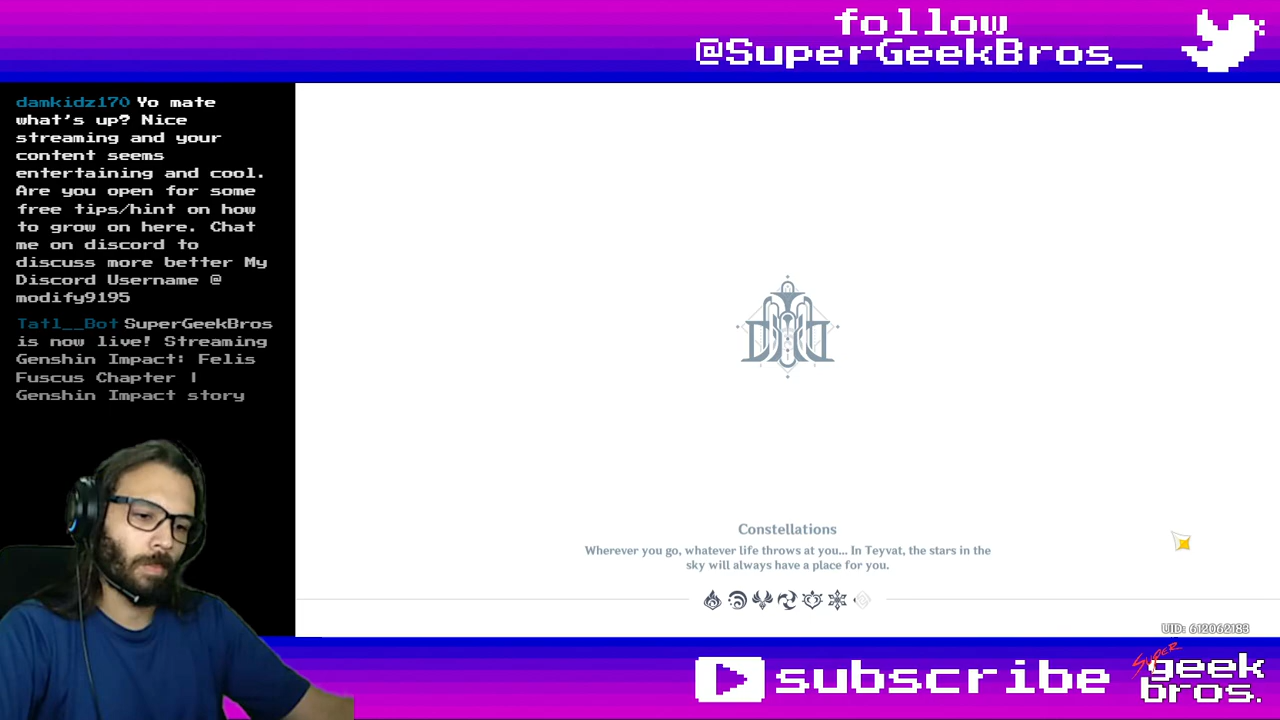 follow
@SuperGeekBros_
damkidz170 Yo mate
what's up? Nice
streaming and your
content seems
entertaining and cool.
Are you open for some
free tips/hint on how
to grow on here. Chat
me on discord to
discuss more better My
Discord Username @
modify9195
Tatl__Bot SuperGeekBros
is now live! Streaming
Genshin Impact: Felis
Fuscus Chapter |
Genshin Impact story
Constellations
Wherever you go, whatever life throws at you... In Teyvat, the stars in the
sky will always have a place for you.
UID: 612062183
subscribe
SUPER
geek
bros.